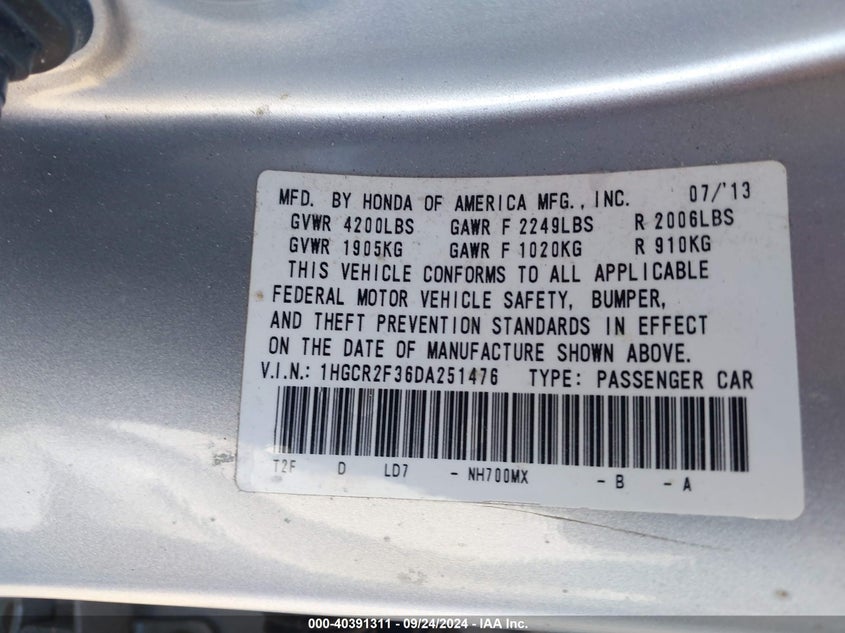 MFD. BY HONDA OF AMERICA MFG., INC. 07/'13
GVWR 4200LBS GAWR F 2249LBS R 2006LBS
GVWR 1905KG GAWR F 1020KG R 910KG
THIS VEHICLE CONFORMS TO ALL APPLICABLE
FEDERAL MOTOR VEHICLE SAFETY, BUMPER,
AND THEFT PREVENTION STANDARDS IN EFFECT
ON THE DATE OF MANUFACTURE SHOWN ABOVE.
V.I.N.: 1HGCR2F36DA251476 TYPE: PASSENGER CAR
T2F D LD7 - NH700MX - B - A
000-40391311 - 09/24/2024 - IAA Inc.